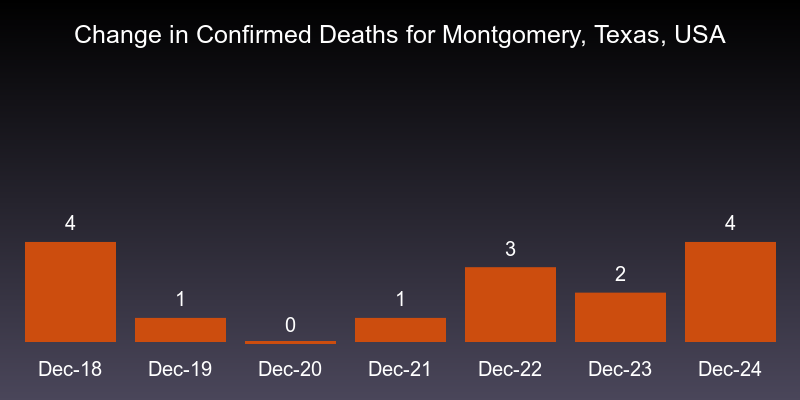 Change in Confirmed Deaths for Montgomery, Texas, USA
4
1
0
1
3
2
4
Dec-18
Dec-19
Dec-20
Dec-21
Dec-22
Dec-23
Dec-24